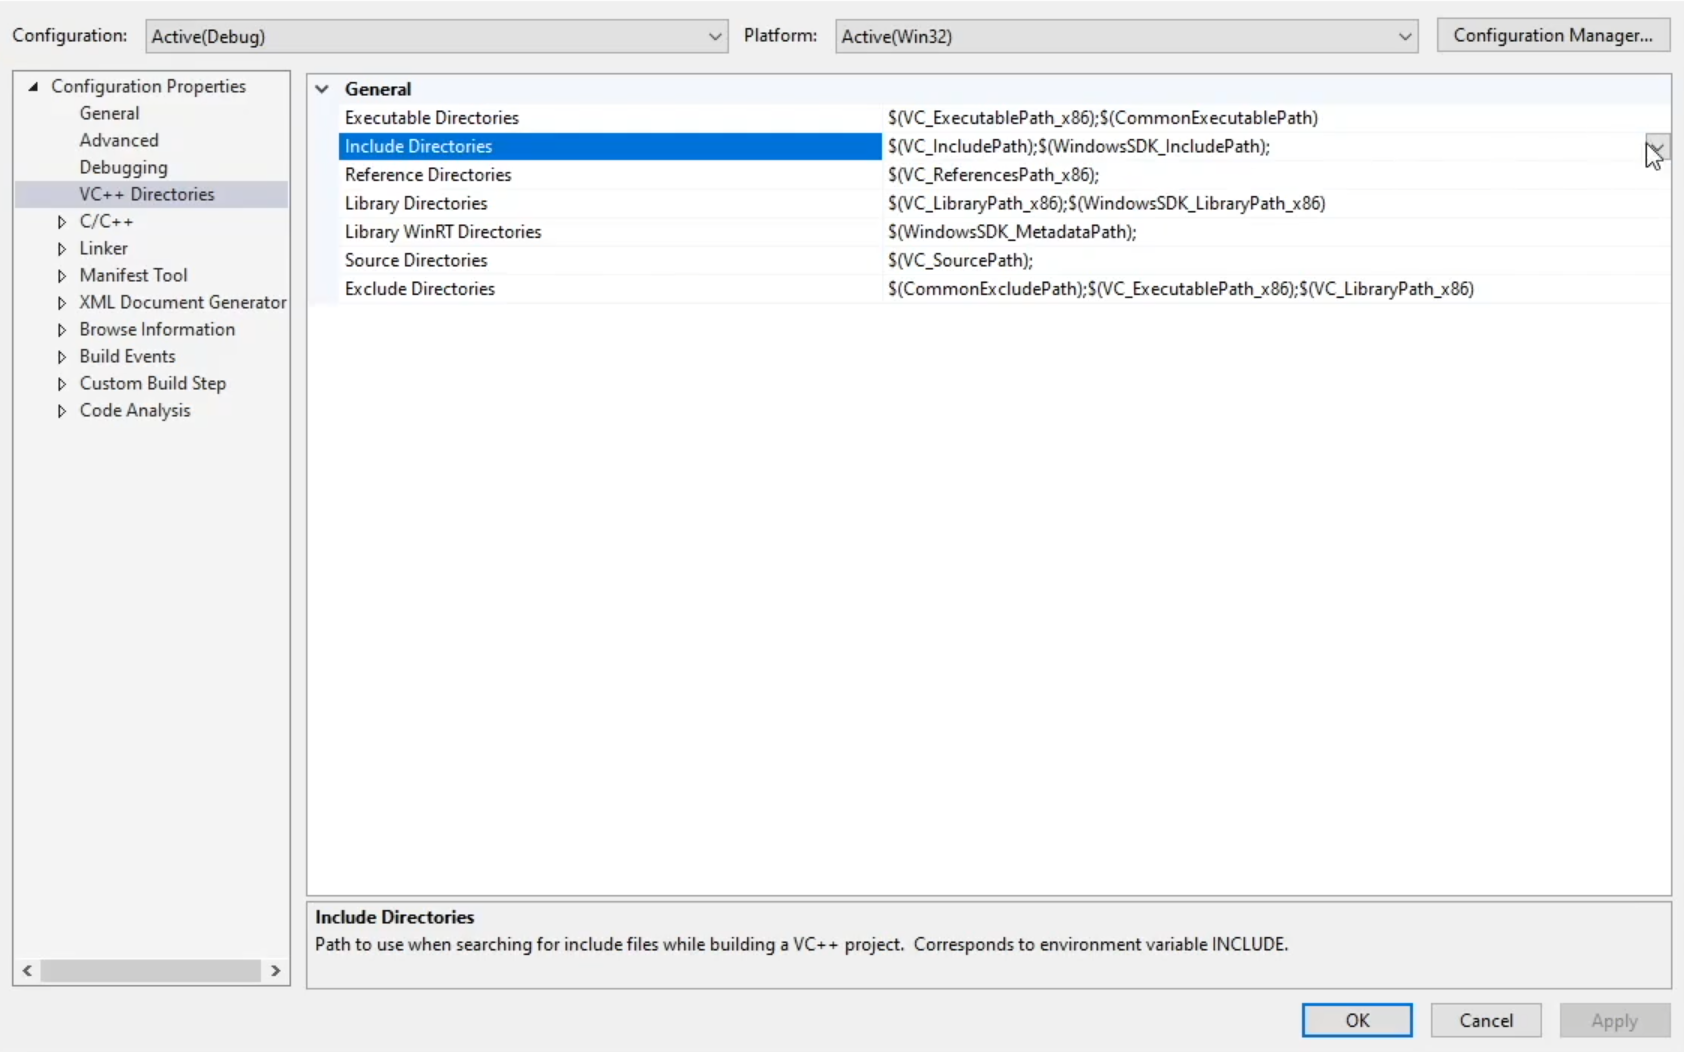 Configuration: Active(Debug) Platform: Active(Win32) Configuration Manager...
Configuration Properties
General
Advanced
Debugging
VC++ Directories
C/C++
Linker
Manifest Tool
XML Document Generator
Browse Information
Build Events
Custom Build Step
Code Analysis
General
Executable Directories $(VC_ExecutablePath_x86);$(CommonExecutablePath)
Include Directories $(VC_IncludePath);$(WindowsSDK_IncludePath);
Reference Directories $(VC_ReferencesPath_x86);
Library Directories $(VC_LibraryPath_x86);$(WindowsSDK_LibraryPath_x86)
Library WinRT Directories $(WindowsSDK_MetadataPath);
Source Directories $(VC_SourcePath);
Exclude Directories $(CommonExcludePath);$(VC_ExecutablePath_x86);$(VC_LibraryPath_x86)
Include Directories
Path to use when searching for include files while building a VC++ project. Corresponds to environment variable INCLUDE.
OK Cancel Apply